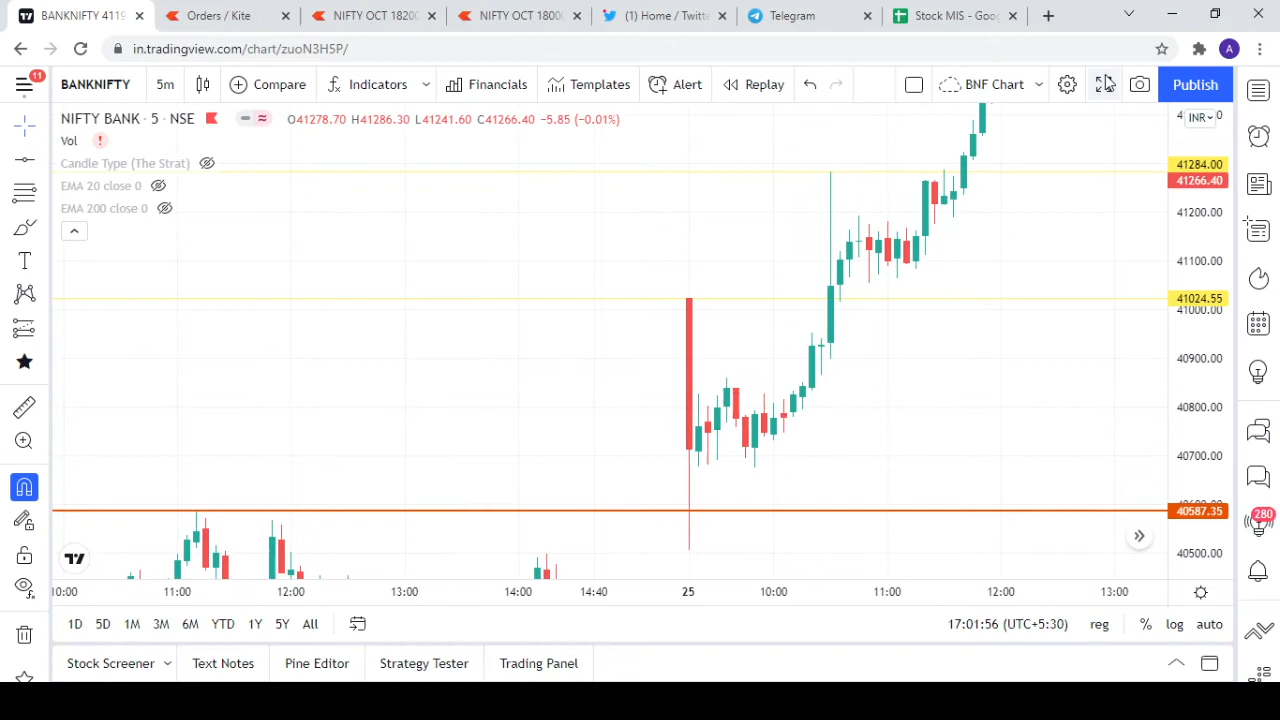 BANKNIFTY 4119
Orders / Kite
NIFTY OCT 1820
NIFTY OCT 1800
(1) Home / Twitte
Telegram
Stock MIS - Goog
in.tradingview.com/chart/zuoN3H5P/
A
11
BANKNIFTY
5m
Compare
Indicators
Financials
Templates
Alert
Replay
BNF Chart
Publish
NIFTY BANK · 5 · NSE
O41278.70 H41286.30 L41241.60 C41266.40 −5.85 (−0.01%)
INR
Vol
Candle Type (The Strat)
EMA 20 close 0
EMA 200 close 0
41284.00
41266.40
41200.00
41100.00
41024.55
41000.00
40900.00
40800.00
40700.00
40587.35
40500.00
280
10:00
11:00
12:00
13:00
14:00
14:40
25
10:00
11:00
12:00
13:00
1D
5D
1M
3M
6M
YTD
1Y
5Y
All
17:01:56 (UTC+5:30)
reg
%
log
auto
Stock Screener
Text Notes
Pine Editor
Strategy Tester
Trading Panel